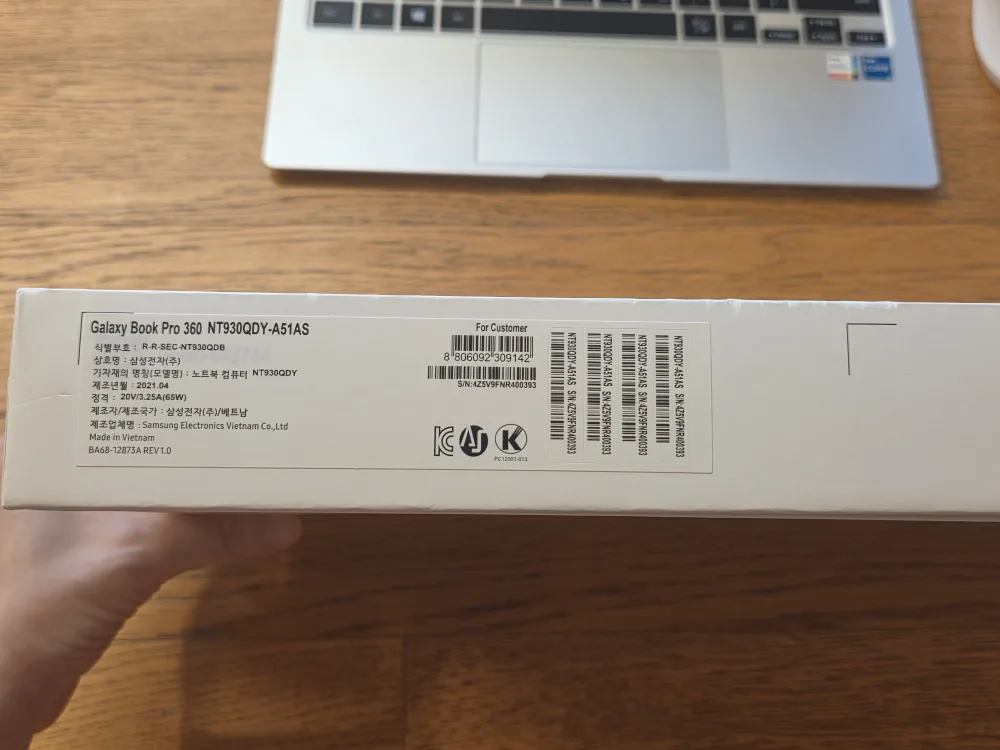 Galaxy Book Pro 360 NT930QDY-A51AS
식별부호 : R-R-SEC-NT930QDB
상호명 : 삼성전자(주)
기자재의 명칭(모델명) : 노트북 컴퓨터 NT930QDY
제조년월 : 2021.04
정격 : 20V/3.25A(65W)
제조자/제조국가 : 삼성전자(주)/베트남
제조업체명 : Samsung Electronics Vietnam Co.,Ltd
Made in Vietnam
BA68-12873A REV1.0
For Customer
8 806092 309142
S/N:4Z5V9FNR400393
PC12001-013
NT930QDY-A51AS S/N:4Z5V9FNR400393
NT930QDY-A51AS S/N:4Z5V9FNR400393
NT930QDY-A51AS S/N:4Z5V9FNR400393
NT930QDY-A51AS S/N:4Z5V9FNR400393